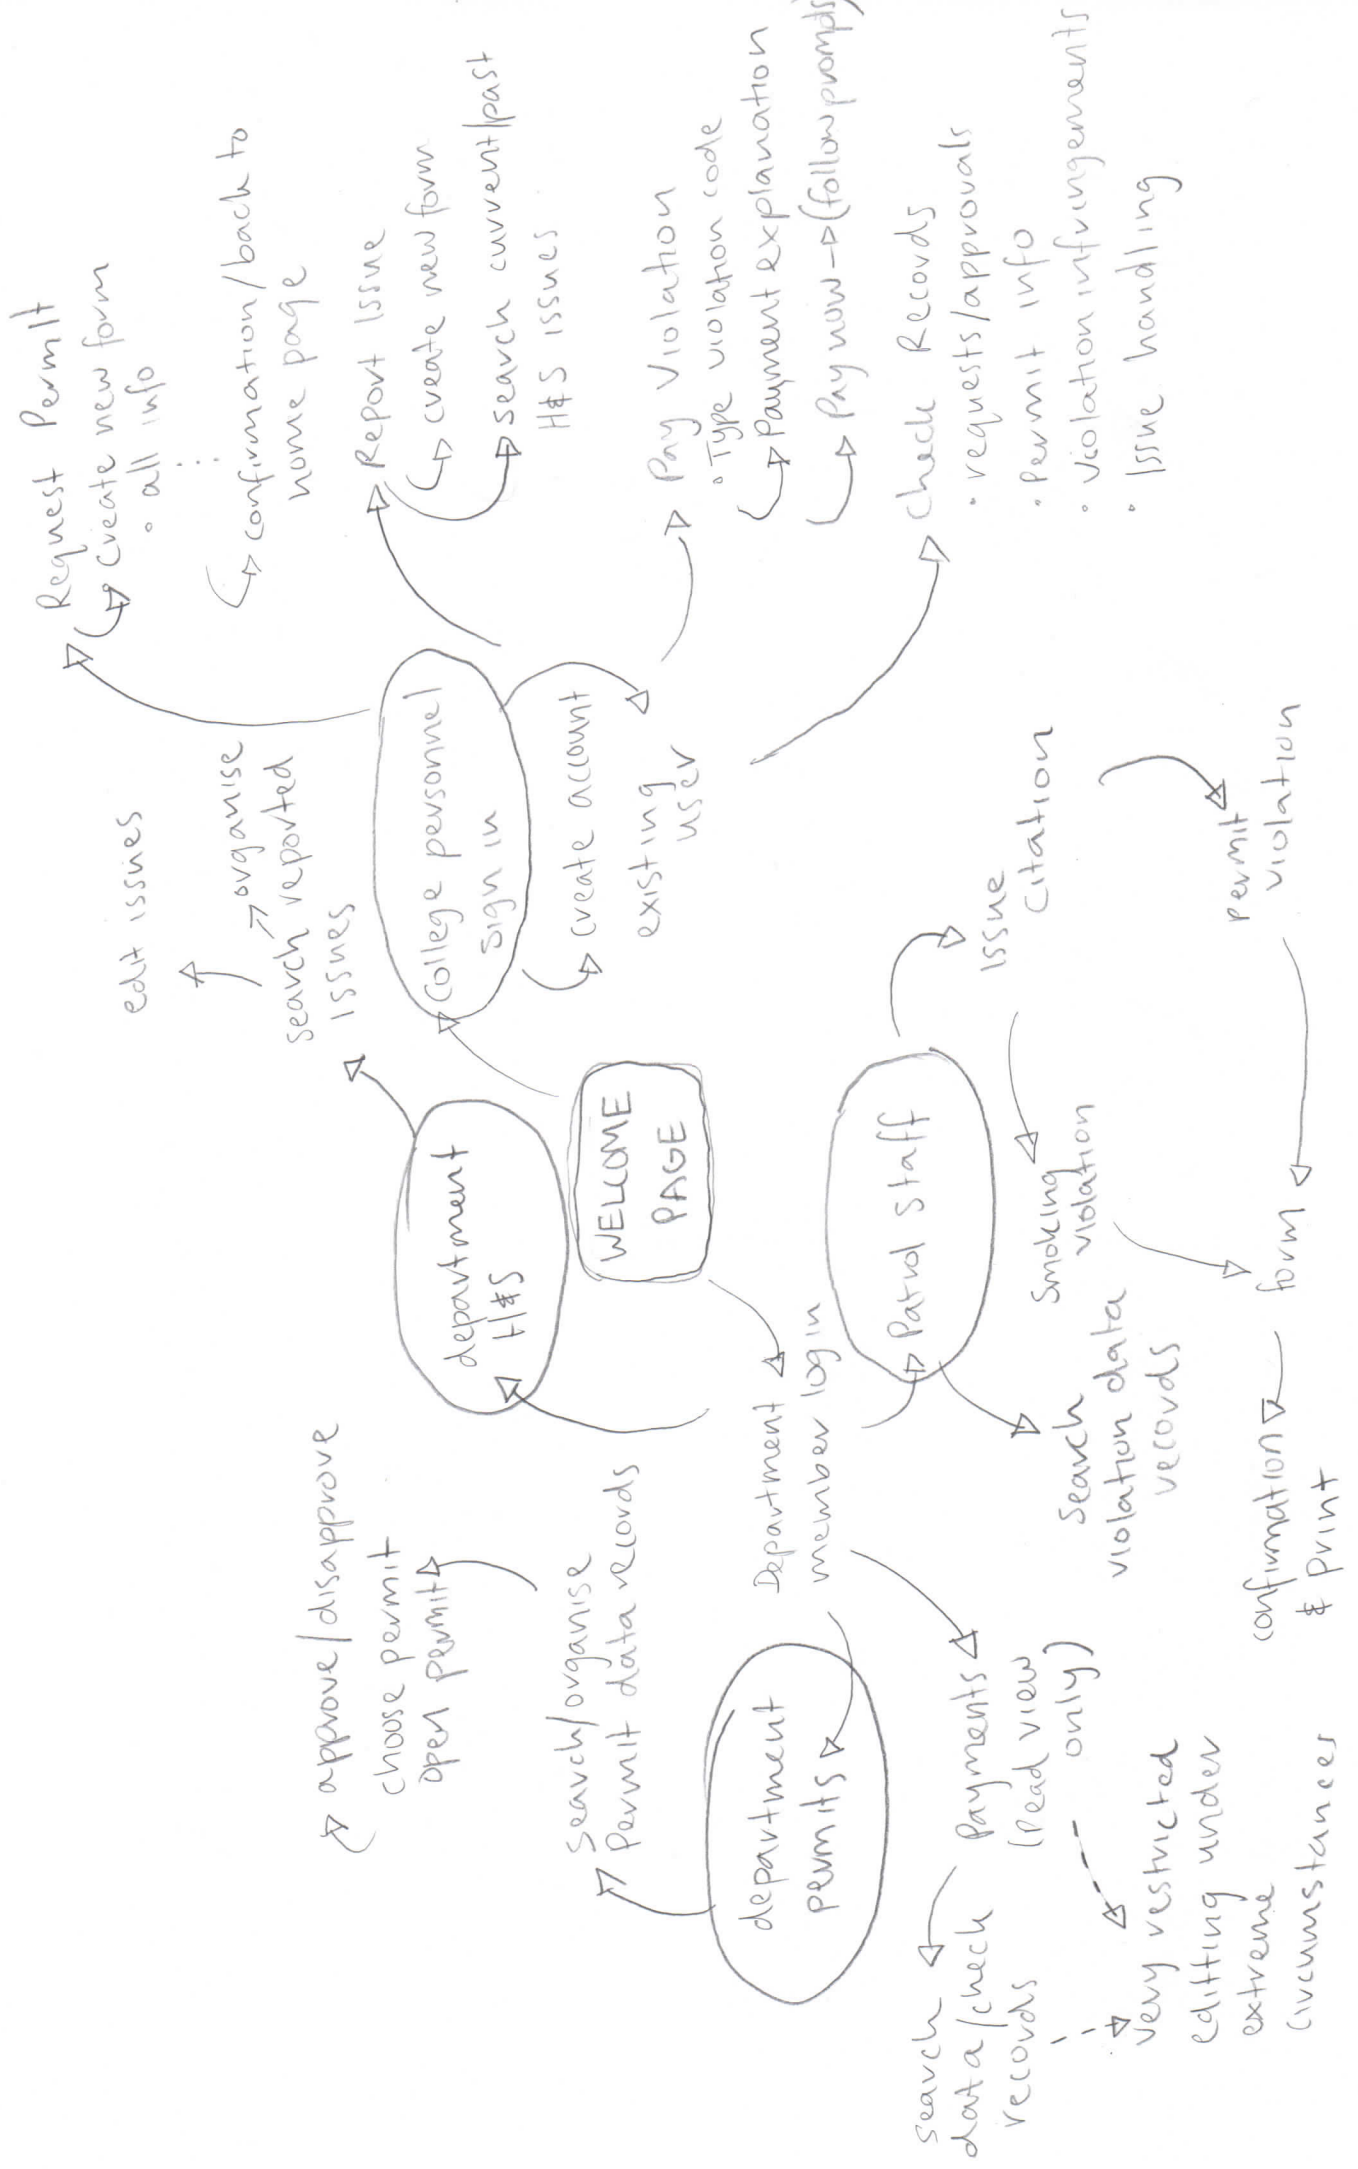 Request Permit
Create new form
• all info
confirmation/back to
home page
Report Issue
create new form
search current/past
H&S issues
Pay Violation
• Type violation code
Payment explanation
Pay now → (follow prompts)
Check Records
• requests/approvals
• Permit info
• Violation infringements
• Issue handling
edit issues
organise
search reported
issues
College personnel
sign in
create account
existing
user
department
H&S
WELCOME
PAGE
Department
member log in
Patrol Staff
issue
citation
smoking
violation
permit
violation
form
confirmation
& print
search
violation data
records
approve/disapprove
choose permit
open permit
search/organise
Permit data records
department
permits
Payments
(read view
only)
search
data/check
records
very restricted
editting under
extreme
circumstances